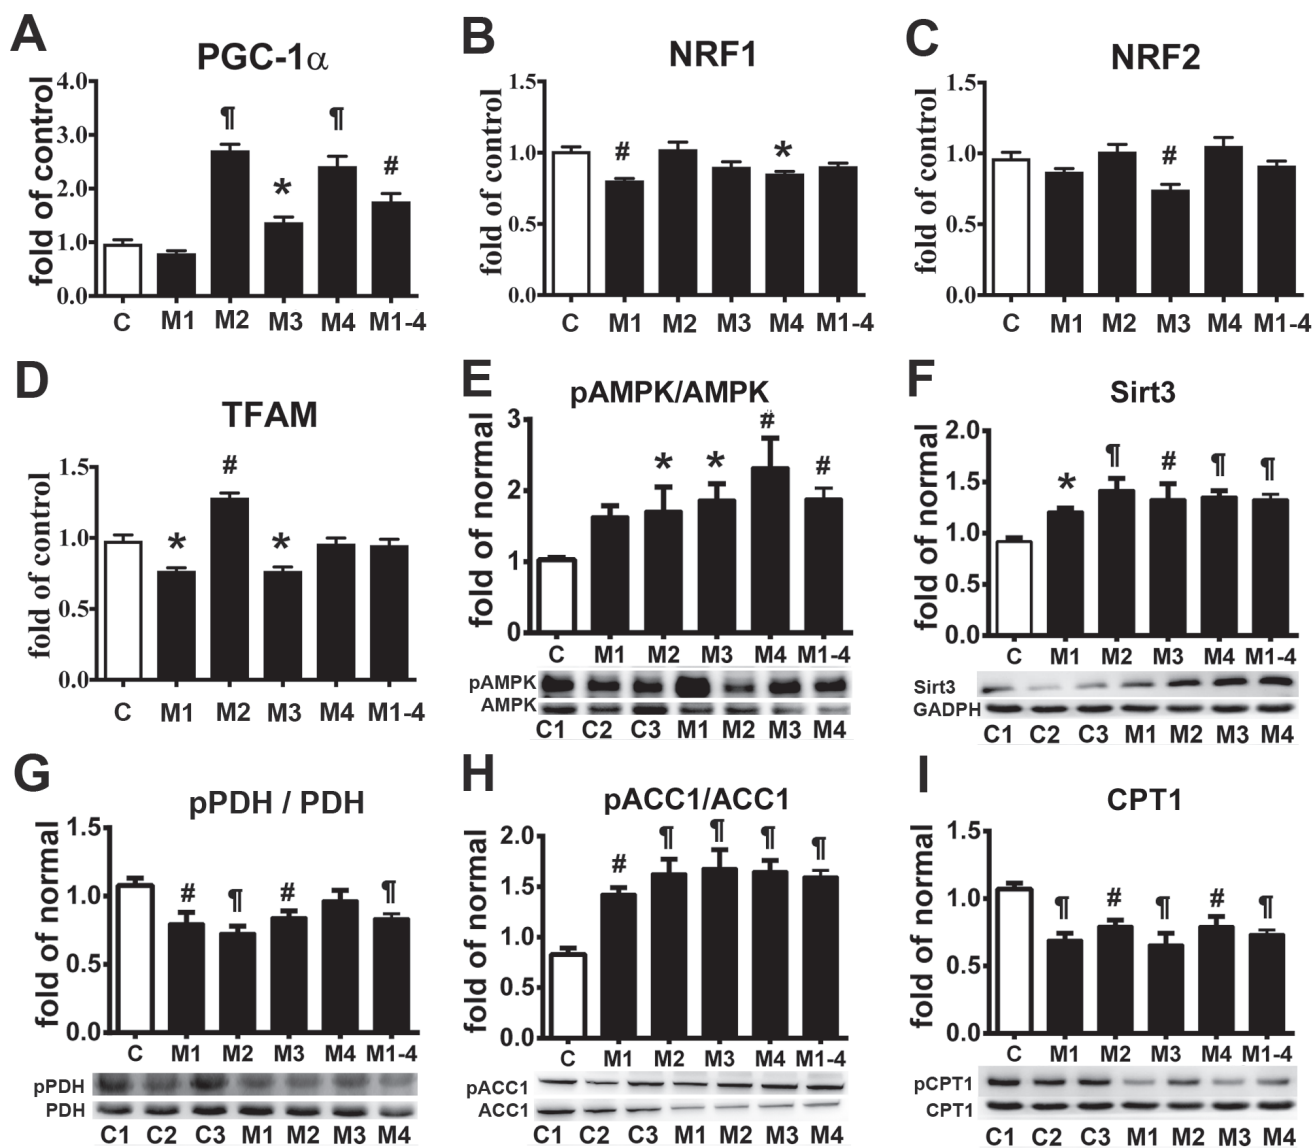 A
PGC-1α
fold of control
4.0
3.0
2.0
1.0
0.0
¶
*
¶
#
C M1 M2 M3 M4 M1-4
B
NRF1
fold of control
1.5
1.0
0.5
0.0
#
*
C M1 M2 M3 M4 M1-4
C
NRF2
fold of control
1.5
1.0
0.5
0.0
#
C M1 M2 M3 M4 M1-4
D
TFAM
fold of control
1.5
1.0
0.5
0.0
*
#
*
C M1 M2 M3 M4 M1-4
E
pAMPK/AMPK
fold of normal
3
2
1
0
*
*
#
#
C M1 M2 M3 M4 M1-4
pAMPK
AMPK
C1 C2 C3 M1 M2 M3 M4
F
Sirt3
fold of normal
2.0
1.5
1.0
0.5
0.0
*
¶
#
¶
¶
C M1 M2 M3 M4 M1-4
Sirt3
GADPH
C1 C2 C3 M1 M2 M3 M4
G
pPDH / PDH
fold of normal
1.5
1.0
0.5
0.0
#
¶
#
¶
C M1 M2 M3 M4 M1-4
pPDH
PDH
C1 C2 C3 M1 M2 M3 M4
H
pACC1/ACC1
fold of normal
2.0
1.5
1.0
0.5
0.0
#
¶
¶
¶
¶
C M1 M2 M3 M4 M1-4
pACC1
ACC1
C1 C2 C3 M1 M2 M3 M4
I
CPT1
fold of normal
1.5
1.0
0.5
0.0
¶
#
¶
#
¶
C M1 M2 M3 M4 M1-4
pCPT1
CPT1
C1 C2 C3 M1 M2 M3 M4